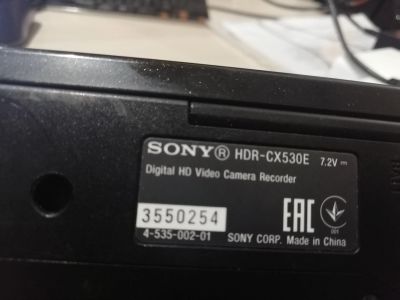 SONY® HDR-CX530E 7.2V ⎓
Digital HD Video Camera Recorder
3550254
EAC
001
4-535-002-01 SONY CORP. Made in China